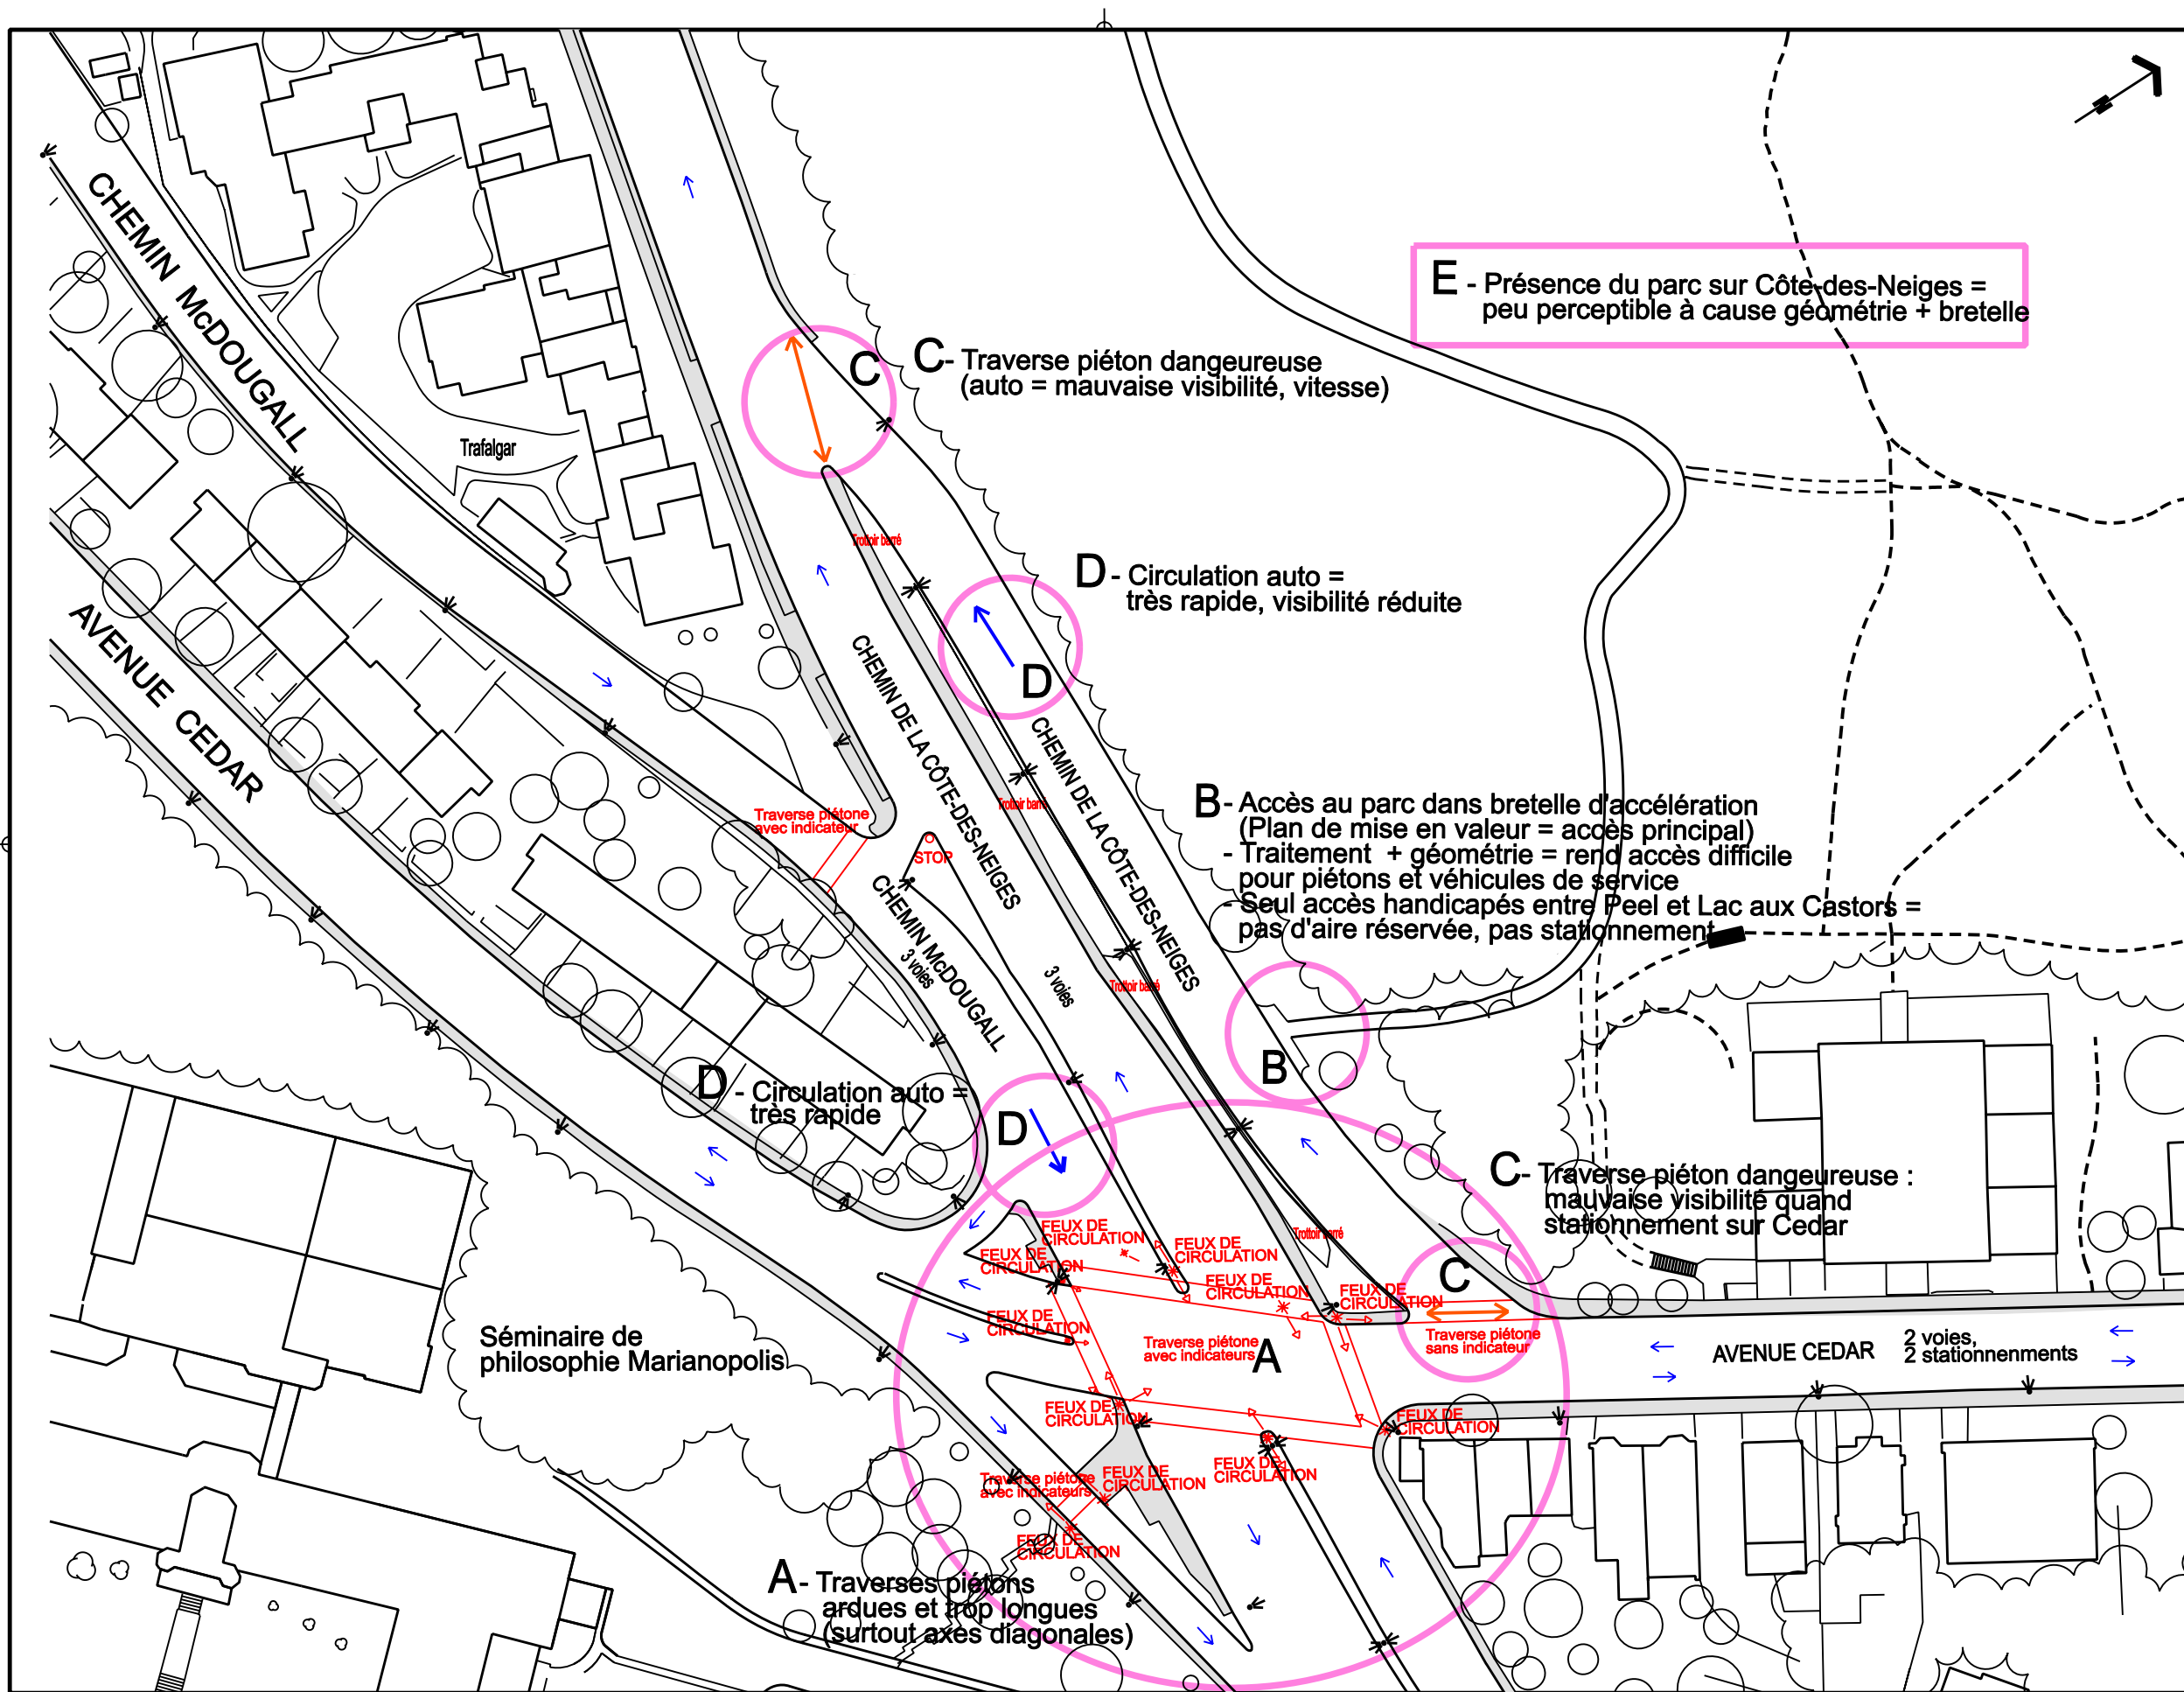 CHEMIN McDOUGALL
E - Présence du parc sur Côte-des-Neiges =
peu perceptible à cause géométrie + bretelle
C
C- Traverse piéton dangeureuse
(auto = mauvaise visibilité, vitesse)
Trafalgar
Trottoir barré
D - Circulation auto =
très rapide, visibilité réduite
D
AVENUE CEDAR
CHEMIN DE LA CÔTE-DES-NEIGES
CHEMIN DE LA CÔTE-DES-NEIGES
Trottoir barré
B - Accès au parc dans bretelle d'accélération
(Plan de mise en valeur = accès principal)
- Traitement + géométrie = rend accès difficile
pour piétons et véhicules de service
- Seul accès handicapés entre Peel et Lac aux Castors =
pas d'aire réservée, pas stationnement
Traverse piétone
avec indicateur
STOP
CHEMIN McDOUGALL
3 voies
3 voies
Trottoir barré
B
D - Circulation auto =
très rapide
D
C- Traverse piéton dangeureuse :
mauvaise visibilité quand
stationnement sur Cedar
Trottoir barré
FEUX DE
CIRCULATION
FEUX DE
CIRCULATION
FEUX DE
CIRCULATION
FEUX DE
CIRCULATION
FEUX DE
CIRCULATION
C
FEUX DE
CIRCULATION
Traverse piétone
avec indicateurs
A
Traverse piétone
sans indicateur
AVENUE CEDAR
2 voies,
2 stationnenments
Séminaire de
philosophie Marianopolis
FEUX DE
CIRCULATION
FEUX DE
CIRCULATION
Traverse piétone
avec indicateurs
FEUX DE
CIRCULATION
FEUX DE
CIRCULATION
FEUX DE
CIRCULATION
A - Traverses piétons
ardues et trop longues
(surtout axes diagonales)